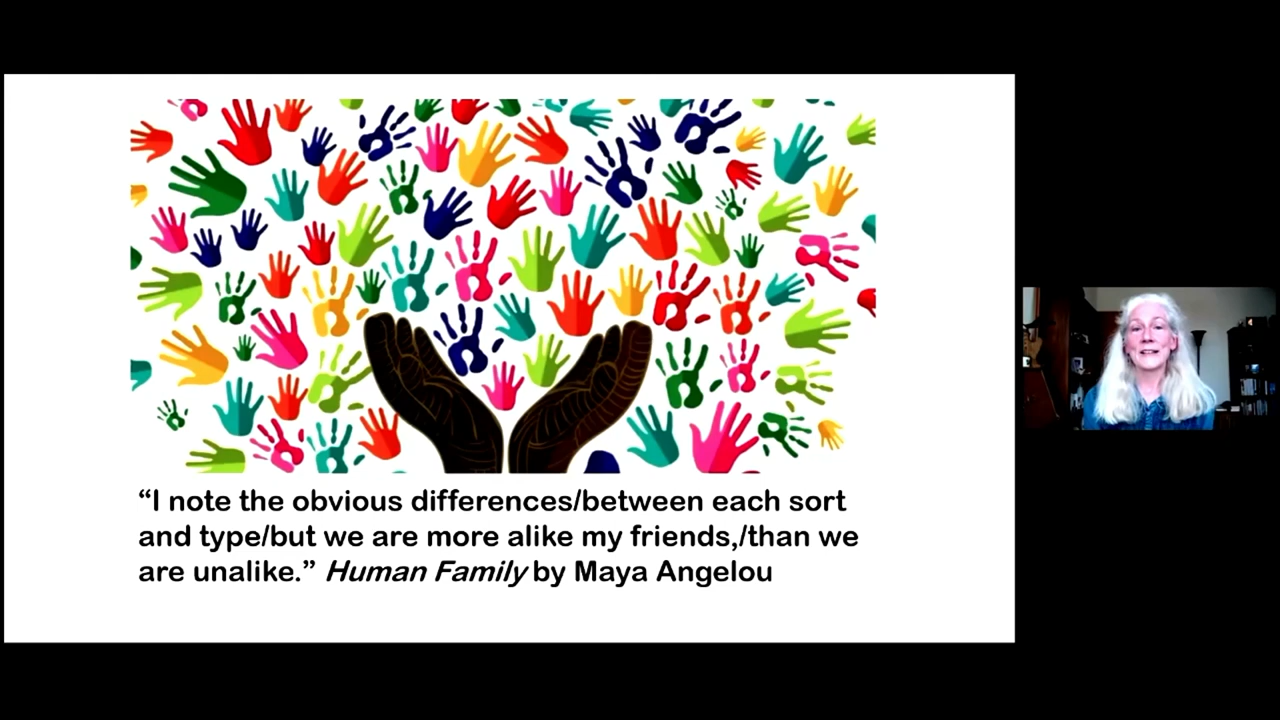 “I note the obvious differences/between each sort
and type/but we are more alike my friends,/than we
are unalike.” Human Family by Maya Angelou